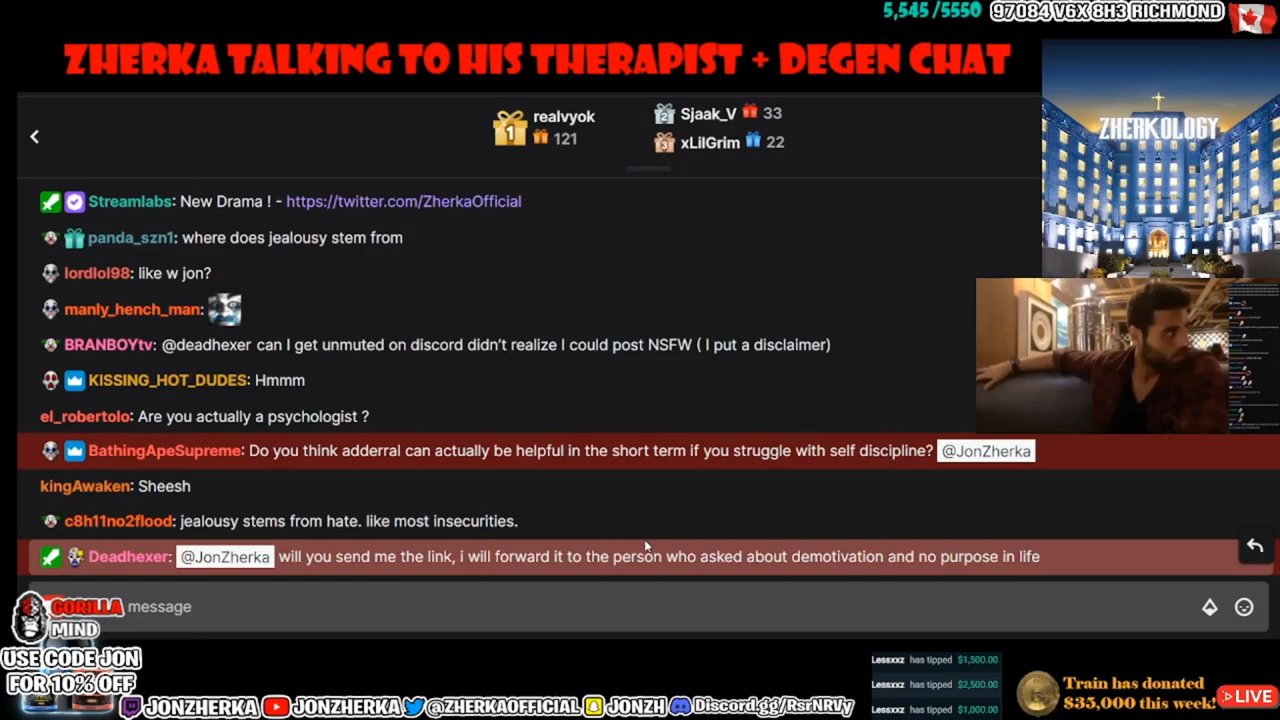 5,545 /5550
97084 V6X 8H3 RICHMOND
ZHERKA TALKING TO HIS THERAPIST + DEGEN CHAT
ZHERKOLOGY
1 realvyok
121
2 Sjaak_V 33
3 xLilGrim 22
Streamlabs: New Drama ! - https://twitter.com/ZherkaOfficial
panda_szn1: where does jealousy stem from
lordlol98: like w jon?
manly_hench_man:
BRANBOYtv: @deadhexer can I get unmuted on discord didn’t realize I could post NSFW ( I put a disclaimer)
KISSING_HOT_DUDES: Hmmm
el_robertolo: Are you actually a psychologist ?
BathingApeSupreme: Do you think adderral can actually be helpful in the short term if you struggle with self discipline? @JonZherka
kingAwaken: Sheesh
c8h11no2flood: jealousy stems from hate. like most insecurities.
Deadhexer: @JonZherka will you send me the link, i will forward it to the person who asked about demotivation and no purpose in life
message
GORILLA
MIND
USE CODE JON
FOR 10% OFF
Lessxxz has tipped $1,500.00
Lessxxz has tipped $2,500.00
Lessxxz has tipped $1,000.00
Train has donated
$35,000 this week!
LIVE
JONZHERKA JONZHERKA @ZHERKAOFFICIAL JONZH Discord.gg/RsrNRVy